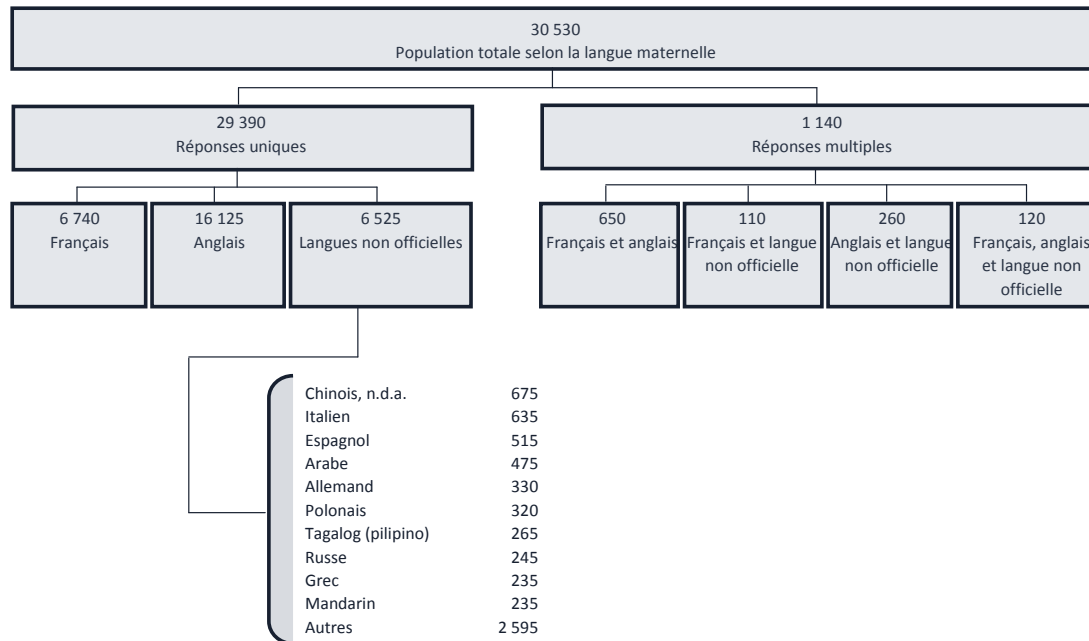 30 530
Population totale selon la langue maternelle
29 390
Réponses uniques
1 140
Réponses multiples
6 740
Français
16 125
Anglais
6 525
Langues non officielles
650
Français et anglais
110
Français et langue
non officielle
260
Anglais et langue
non officielle
120
Français, anglais
et langue non
officielle
Chinois, n.d.a. 675
Italien 635
Espagnol 515
Arabe 475
Allemand 330
Polonais 320
Tagalog (pilipino) 265
Russe 245
Grec 235
Mandarin 235
Autres 2 595